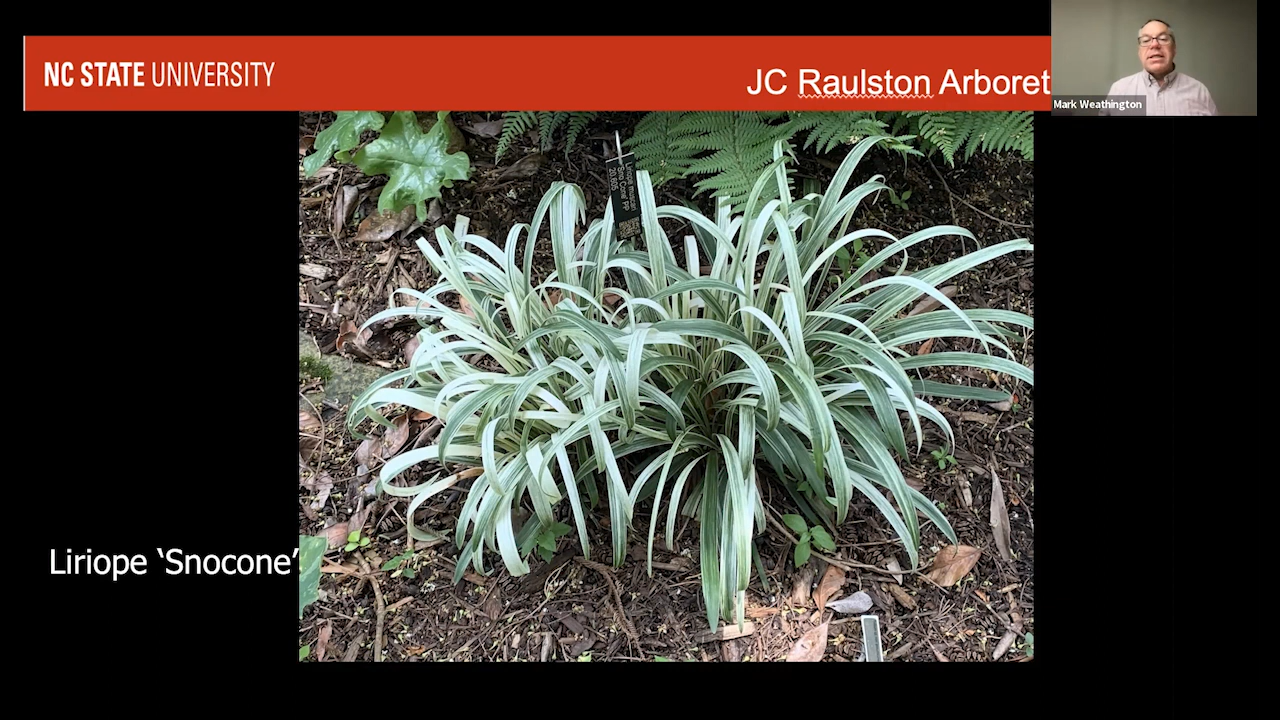 NC STATE UNIVERSITY
JC Raulston Arboret
Mark Weathington
Liriope ‘Snocone’